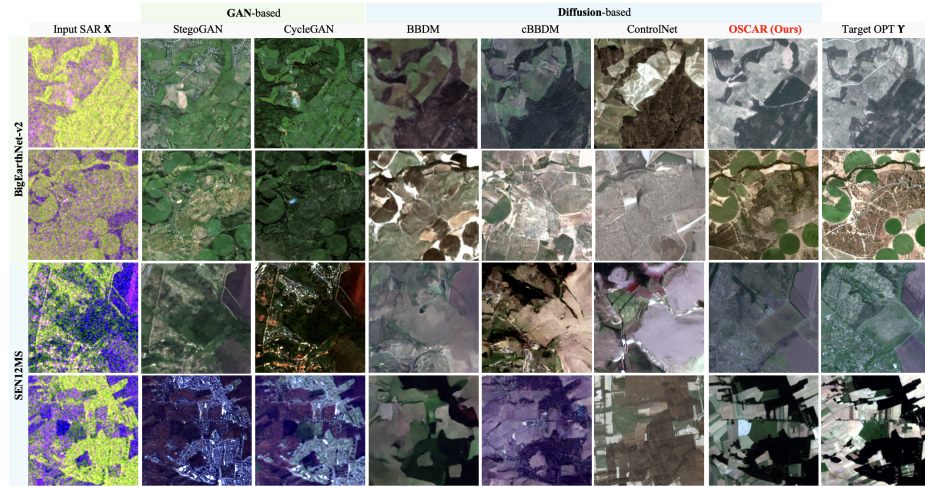 GAN-based
Diffusion-based
Input SAR X
StegoGAN
CycleGAN
BBDM
cBBDM
ControlNet
OSCAR (Ours)
Target OPT Y
BigEarthNet-v2
SEN12MS